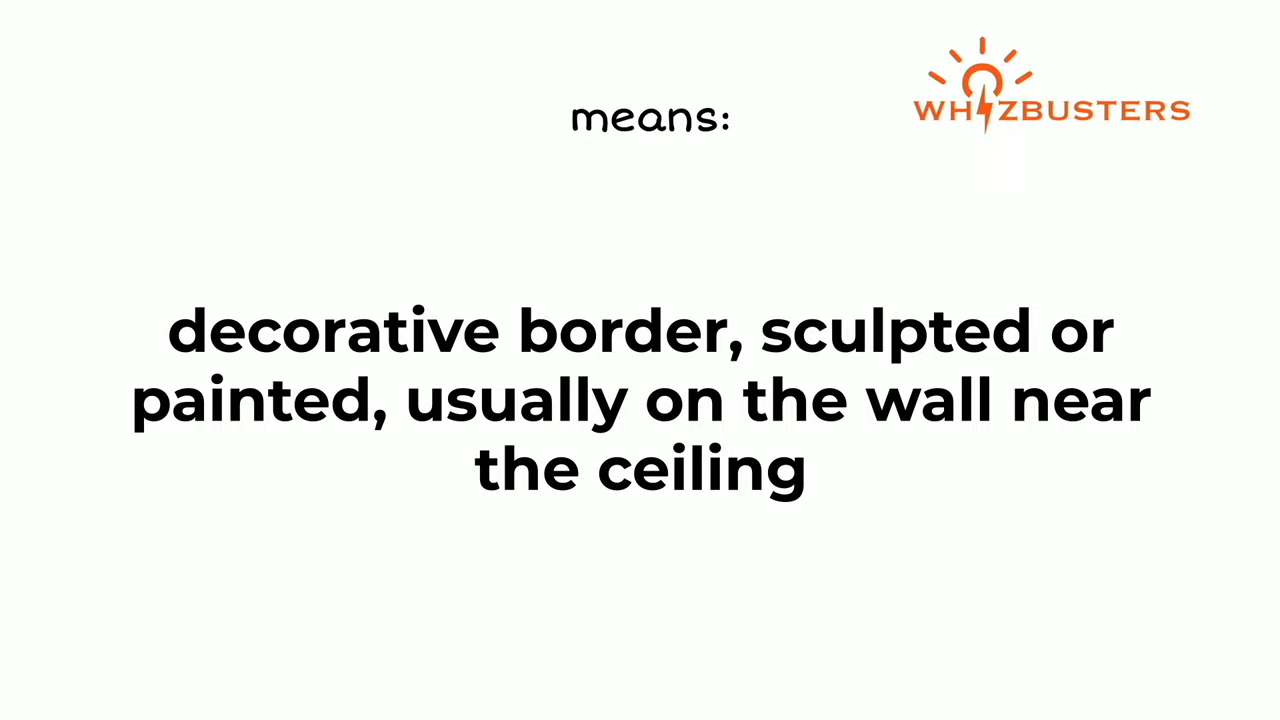 means:
WHIZBUSTERS
decorative border, sculpted or
painted, usually on the wall near
the ceiling